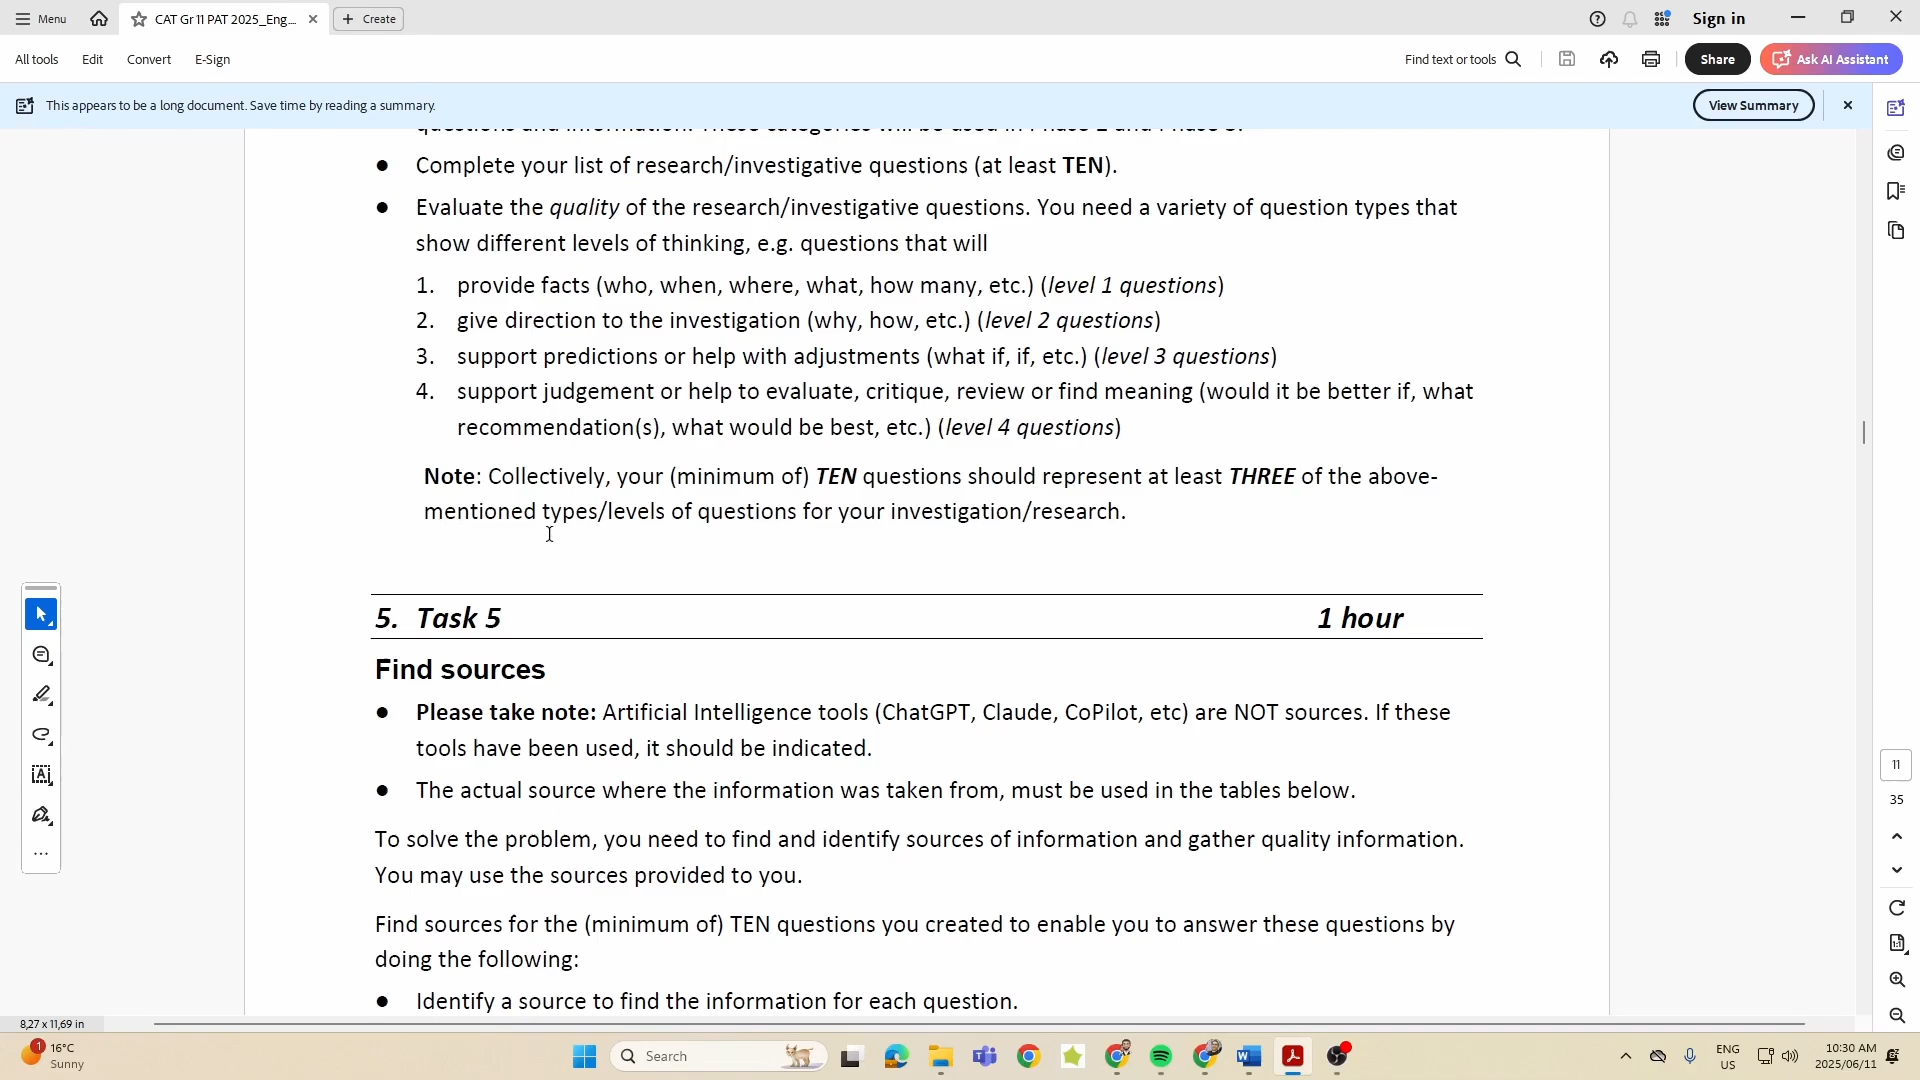 Menu
CAT Gr 11 PAT 2025_Eng...
Create
Sign in
All tools
Edit
Convert
E-Sign
Find text or tools
Share
Ask AI Assistant
This appears to be a long document. Save time by reading a summary.
View Summary
● Complete your list of research/investigative questions (at least TEN).
● Evaluate the quality of the research/investigative questions. You need a variety of question types that
show different levels of thinking, e.g. questions that will
1. provide facts (who, when, where, what, how many, etc.) (level 1 questions)
2. give direction to the investigation (why, how, etc.) (level 2 questions)
3. support predictions or help with adjustments (what if, if, etc.) (level 3 questions)
4. support judgement or help to evaluate, critique, review or find meaning (would it be better if, what
recommendation(s), what would be best, etc.) (level 4 questions)
Note: Collectively, your (minimum of) TEN questions should represent at least THREE of the above-
mentioned types/levels of questions for your investigation/research.
5. Task 5 1 hour
Find sources
● Please take note: Artificial Intelligence tools (ChatGPT, Claude, CoPilot, etc) are NOT sources. If these
tools have been used, it should be indicated.
● The actual source where the information was taken from, must be used in the tables below.
To solve the problem, you need to find and identify sources of information and gather quality information.
You may use the sources provided to you.
Find sources for the (minimum of) TEN questions you created to enable you to answer these questions by
doing the following:
● Identify a source to find the information for each question.
11
35
8,27 x 11,69 in
1
16°C
Sunny
Search
ENG
US
10:30 AM
2025/06/11